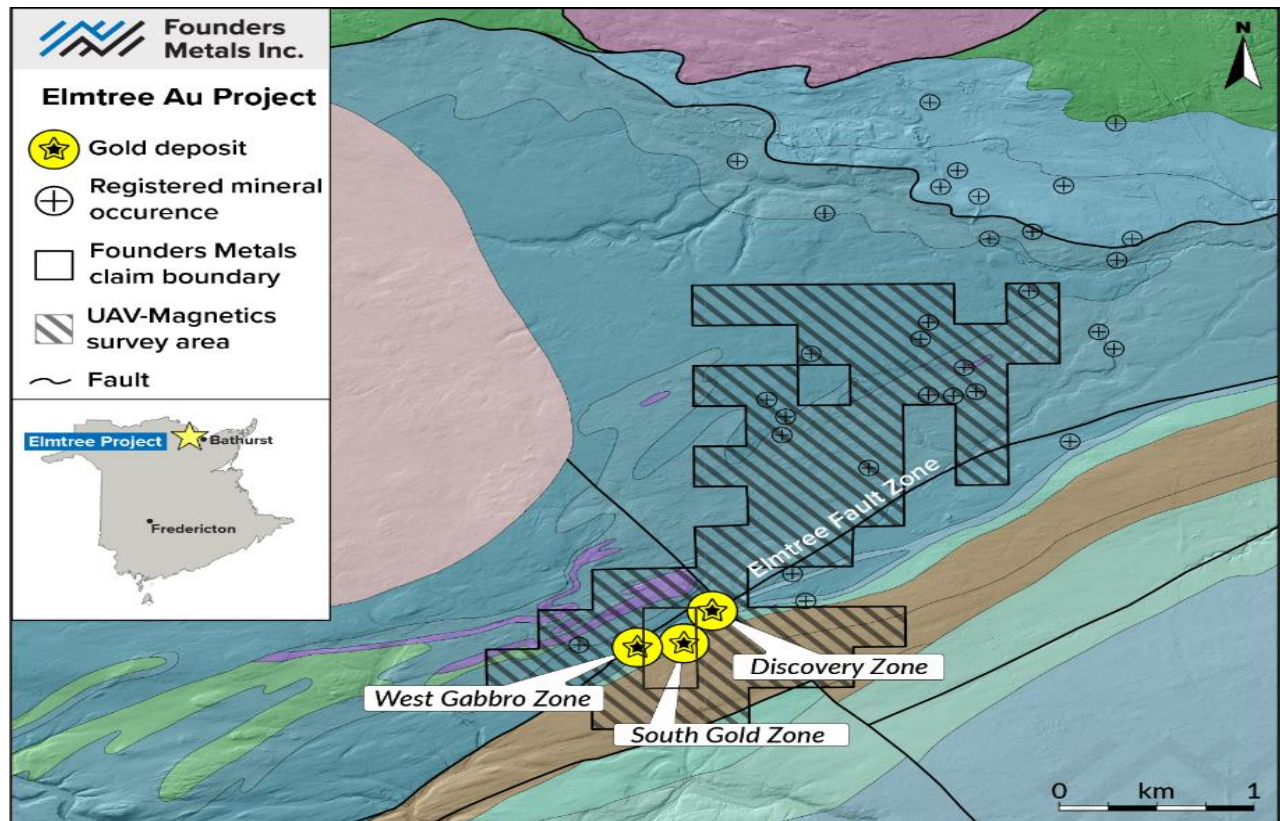 Founders
Metals Inc.
Elmtree Au Project
Gold deposit
Registered mineral
occurence
Founders Metals
claim boundary
UAV-Magnetics
survey area
Fault
Elmtree Project
Bathurst
Fredericton
N
Elmtree Fault Zone
Discovery Zone
West Gabbro Zone
South Gold Zone
0 km 1